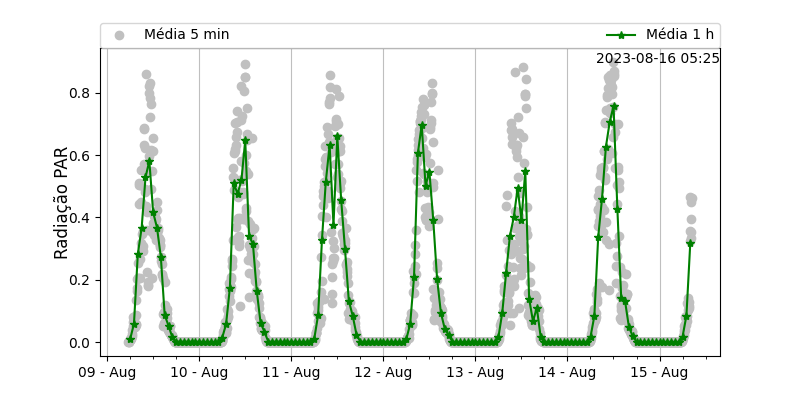 Média 5 min
Média 1 h
2023-08-16 05:25
Radiação PAR
0.8
0.6
0.4
0.2
0.0
09 - Aug
10 - Aug
11 - Aug
12 - Aug
13 - Aug
14 - Aug
15 - Aug